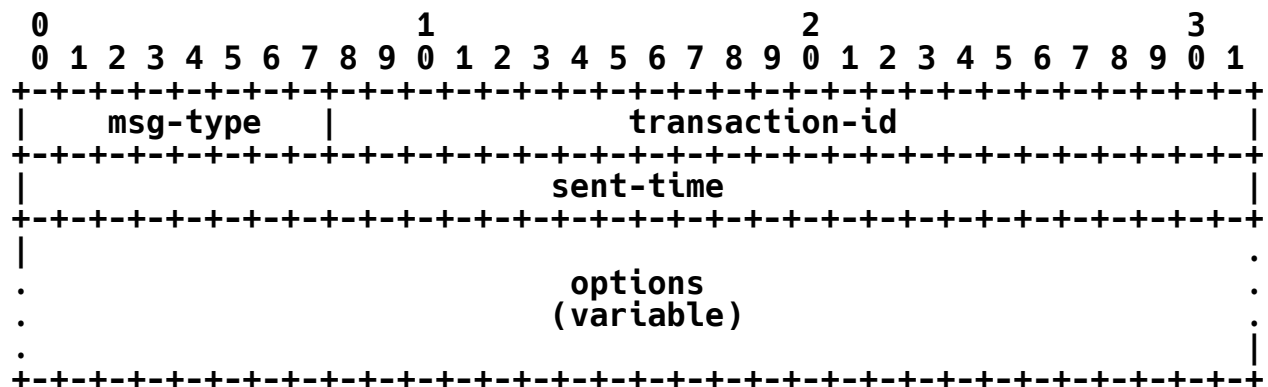 0                   1                   2                   3
 0 1 2 3 4 5 6 7 8 9 0 1 2 3 4 5 6 7 8 9 0 1 2 3 4 5 6 7 8 9 0 1
+-+-+-+-+-+-+-+-+-+-+-+-+-+-+-+-+-+-+-+-+-+-+-+-+-+-+-+-+-+-+-+-+
|    msg-type   |               transaction-id                  |
+-+-+-+-+-+-+-+-+-+-+-+-+-+-+-+-+-+-+-+-+-+-+-+-+-+-+-+-+-+-+-+-+
|                           sent-time                           |
+-+-+-+-+-+-+-+-+-+-+-+-+-+-+-+-+-+-+-+-+-+-+-+-+-+-+-+-+-+-+-+-+
|                                                               .
.                            options                            .
.                           (variable)                          .
.                                                               |
+-+-+-+-+-+-+-+-+-+-+-+-+-+-+-+-+-+-+-+-+-+-+-+-+-+-+-+-+-+-+-+-+